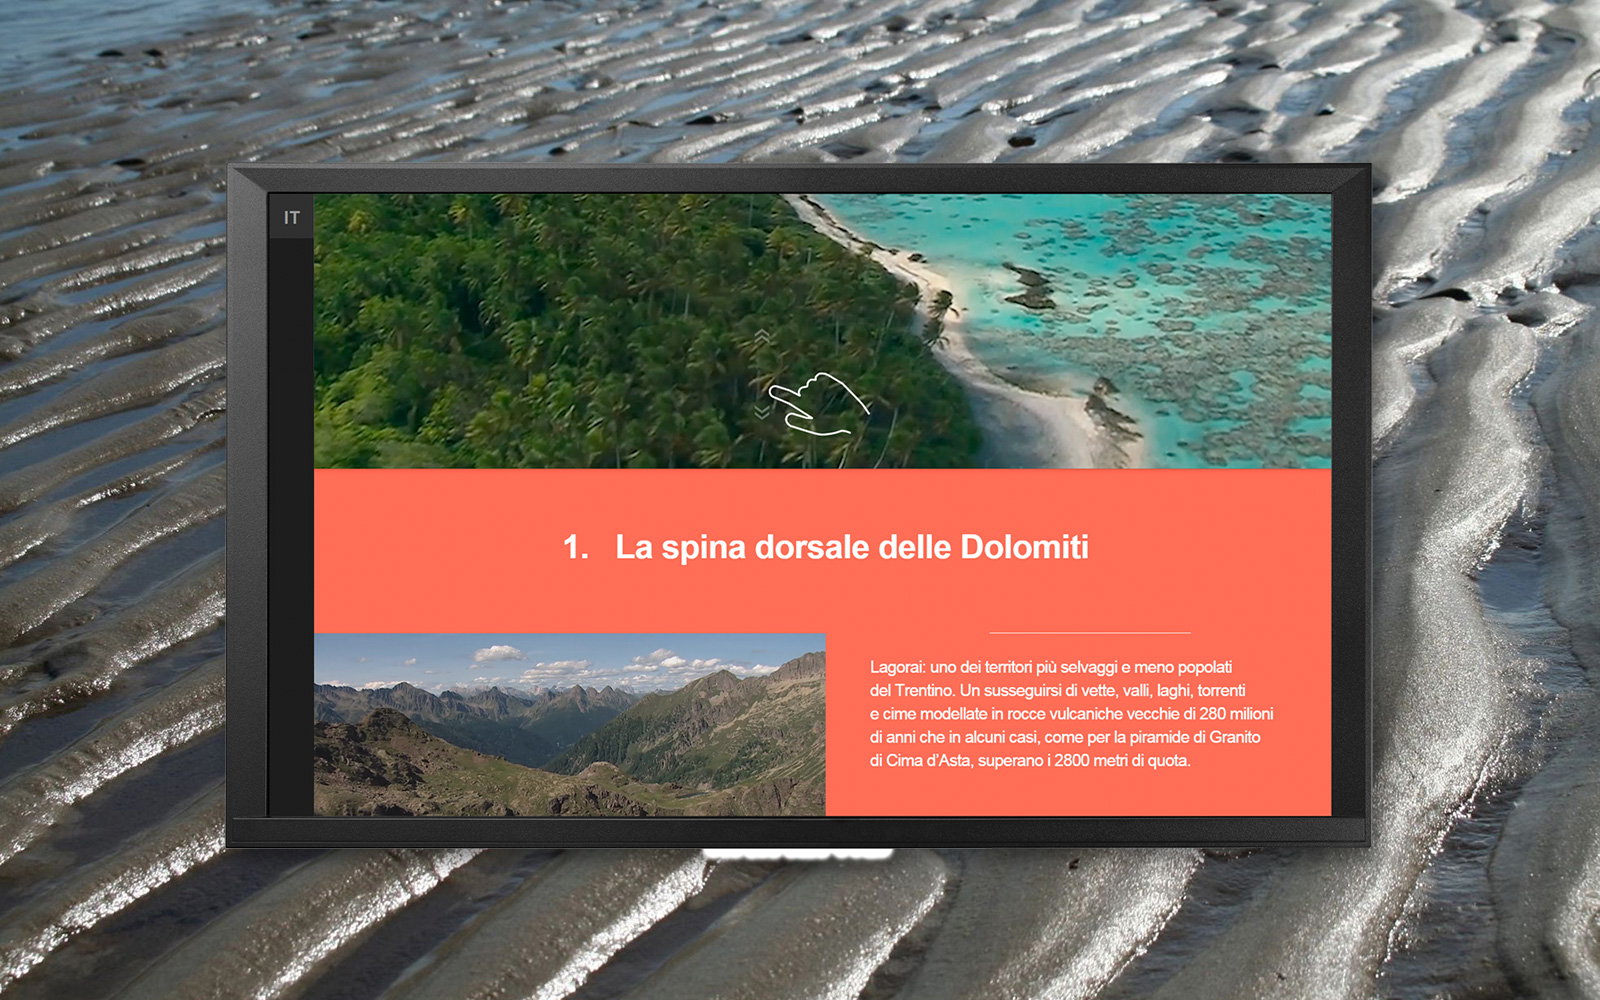 IT
1. La spina dorsale delle Dolomiti
Lagorai: uno dei territori più selvaggi e meno popolati
del Trentino. Un susseguirsi di vette, valli, laghi, torrenti
e cime modellate in rocce vulcaniche vecchie di 280 milioni
di anni che in alcuni casi, come per la piramide di Granito
di Cima d'Asta, superano i 2800 metri di quota.